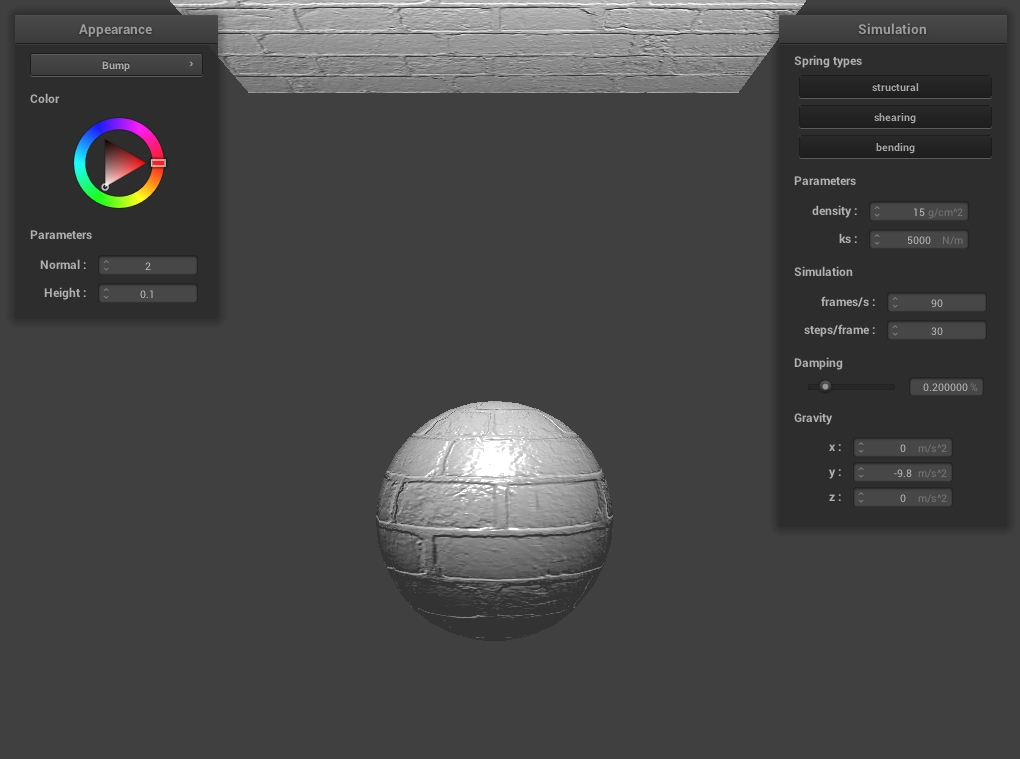 Appearance
Bump
Color
Parameters
Normal : 2
Height : 0.1
Simulation
Spring types
structural
shearing
bending
Parameters
density : 15 g/cm^2
ks : 5000 N/m
Simulation
frames/s : 90
steps/frame : 30
Damping
0.200000 %
Gravity
x : 0 m/s^2
y : -9.8 m/s^2
z : 0 m/s^2